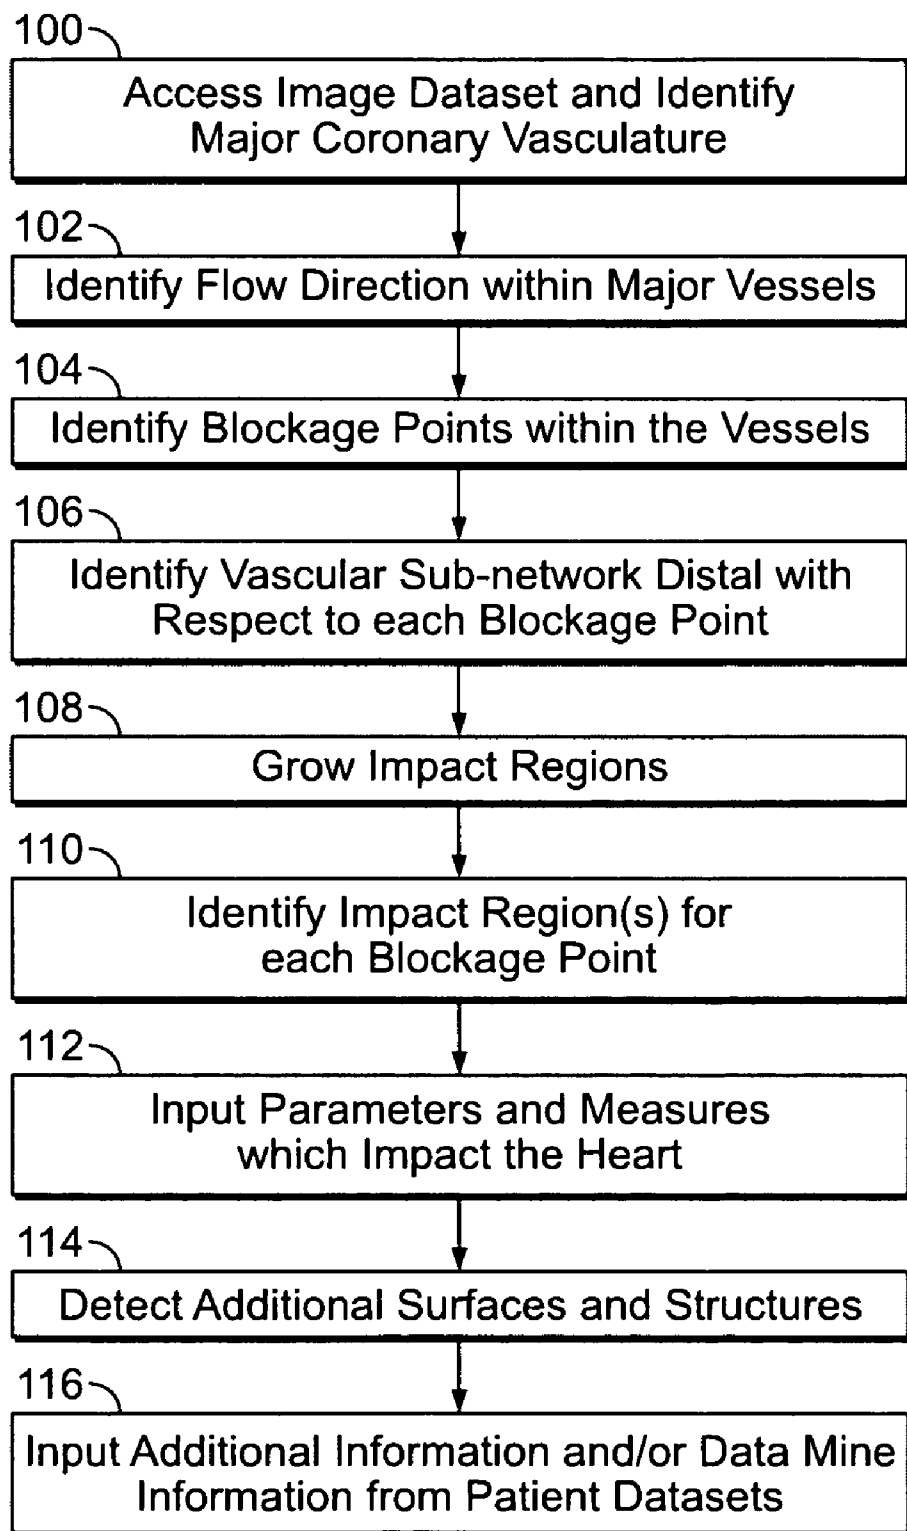 100
Access Image Dataset and Identify
Major Coronary Vasculature
102
Identify Flow Direction within Major Vessels
104
Identify Blockage Points within the Vessels
106
Identify Vascular Sub-network Distal with
Respect to each Blockage Point
108
Grow Impact Regions
110
Identify Impact Region(s) for
each Blockage Point
112
Input Parameters and Measures
which Impact the Heart
114
Detect Additional Surfaces and Structures
116
Input Additional Information and/or Data Mine
Information from Patient Datasets